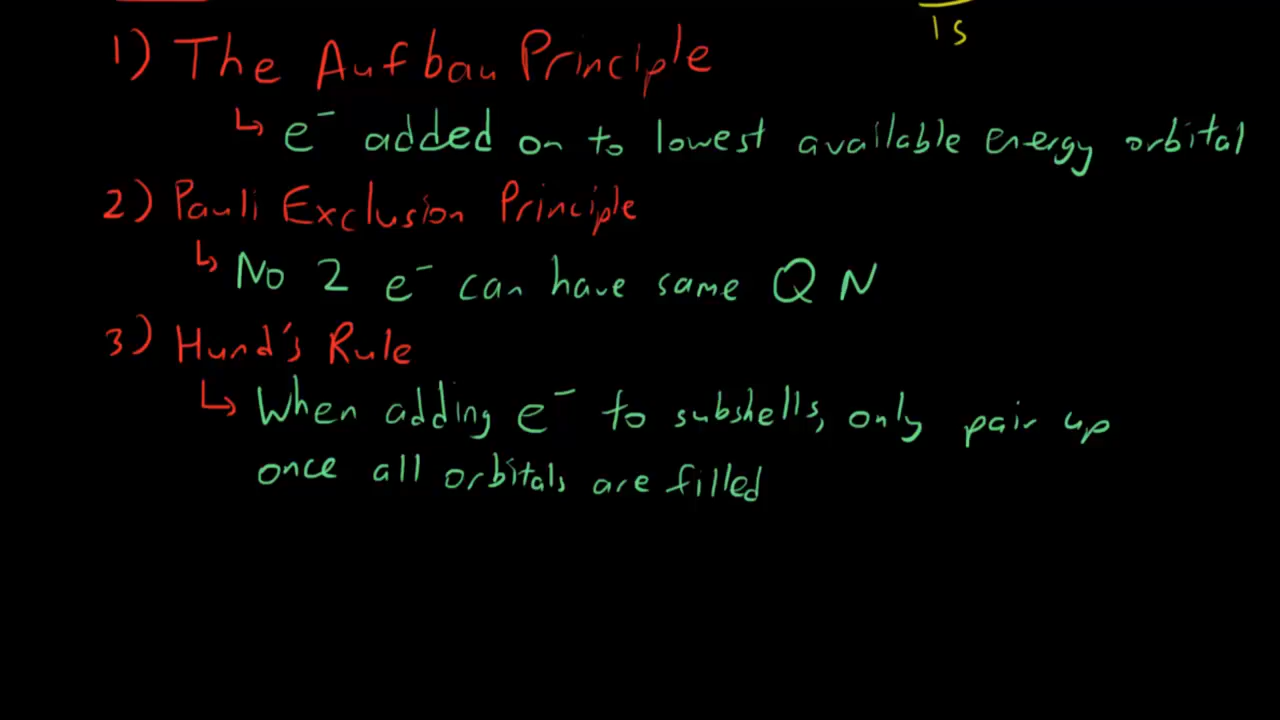 1s
1) The Aufbau Principle
↳ e⁻ added on to lowest available energy orbital
2) Pauli Exclusion Principle
↳ No 2 e⁻ can have same QN
3) Hund's Rule
↳ When adding e⁻ to subshells, only pair up
once all orbitals are filled